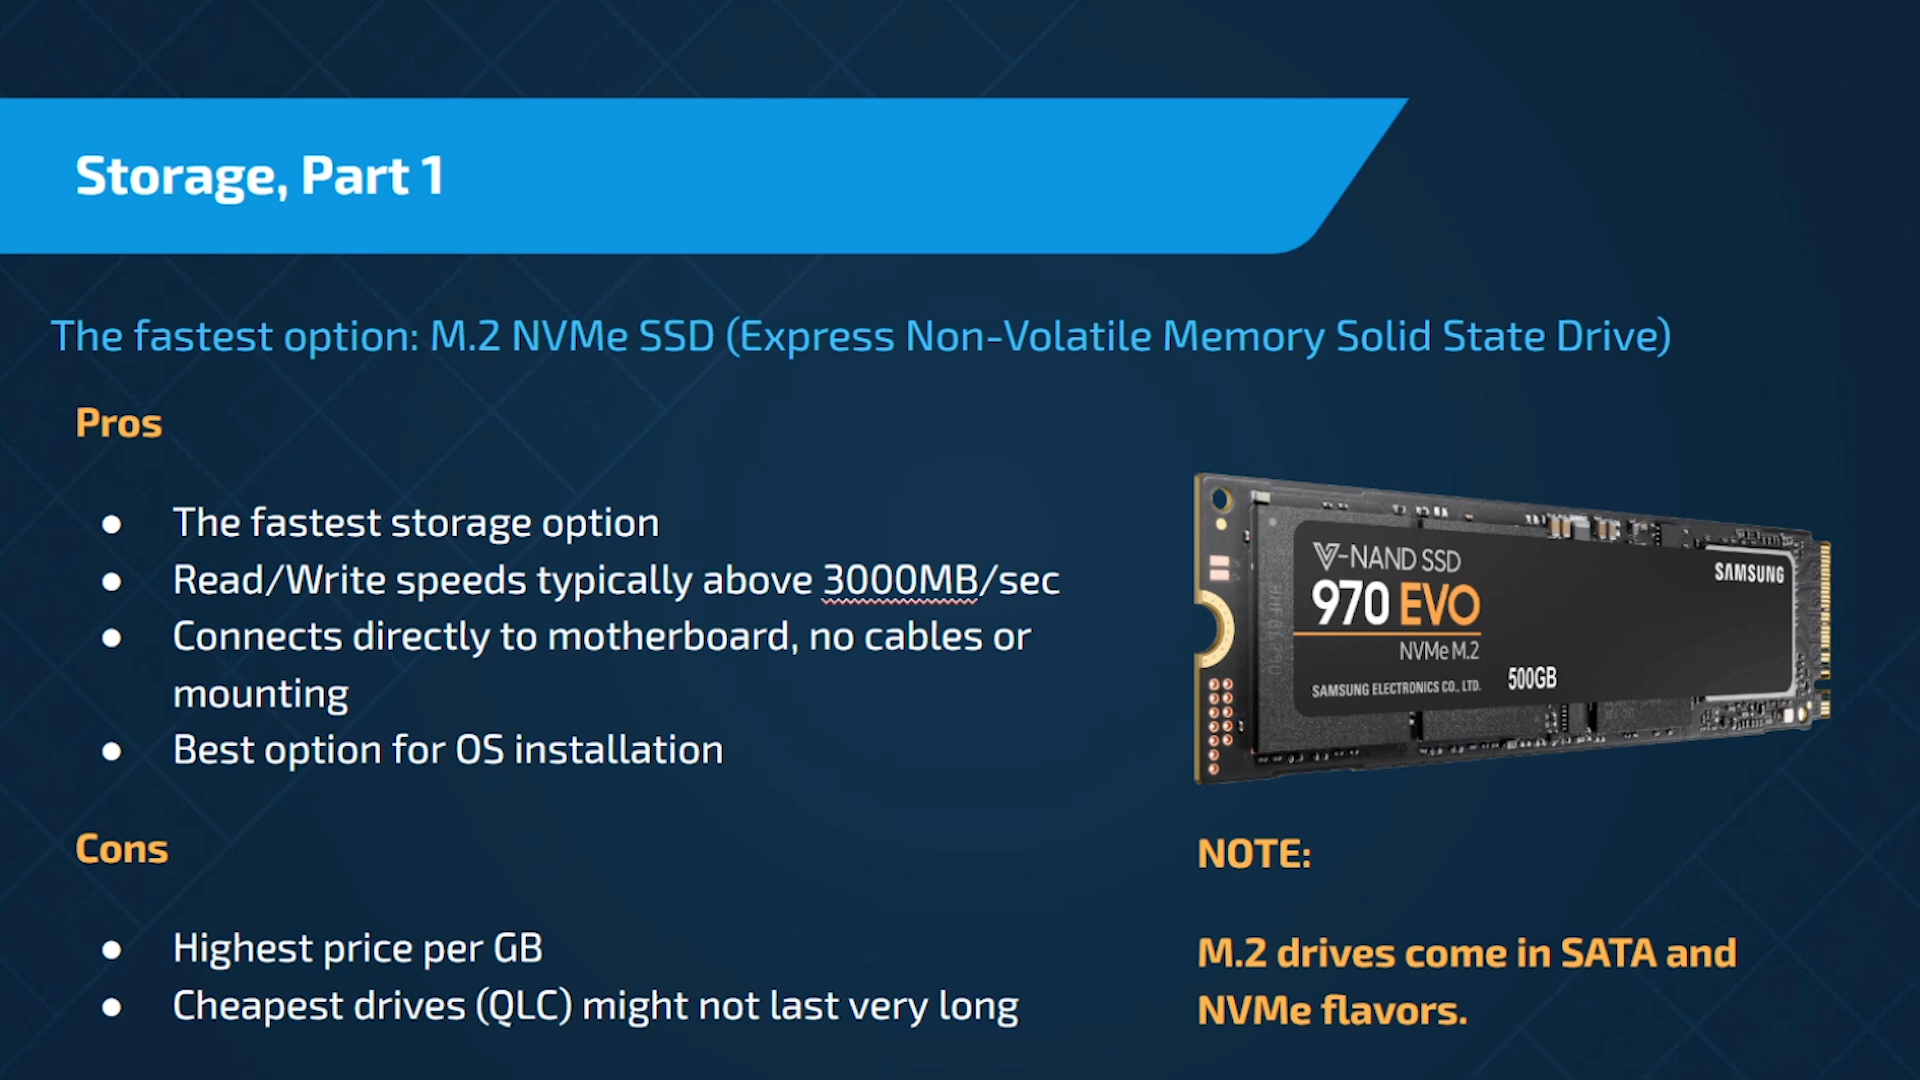 Storage, Part 1
The fastest option: M.2 NVMe SSD (Express Non-Volatile Memory Solid State Drive)
Pros
● The fastest storage option
● Read/Write speeds typically above 3000MB/sec
● Connects directly to motherboard, no cables or
mounting
● Best option for OS installation
Cons
● Highest price per GB
● Cheapest drives (QLC) might not last very long
V-NAND SSD
970 EVO
NVMe M.2
SAMSUNG ELECTRONICS CO., LTD.
500GB
SAMSUNG
NOTE:
M.2 drives come in SATA and
NVMe flavors.